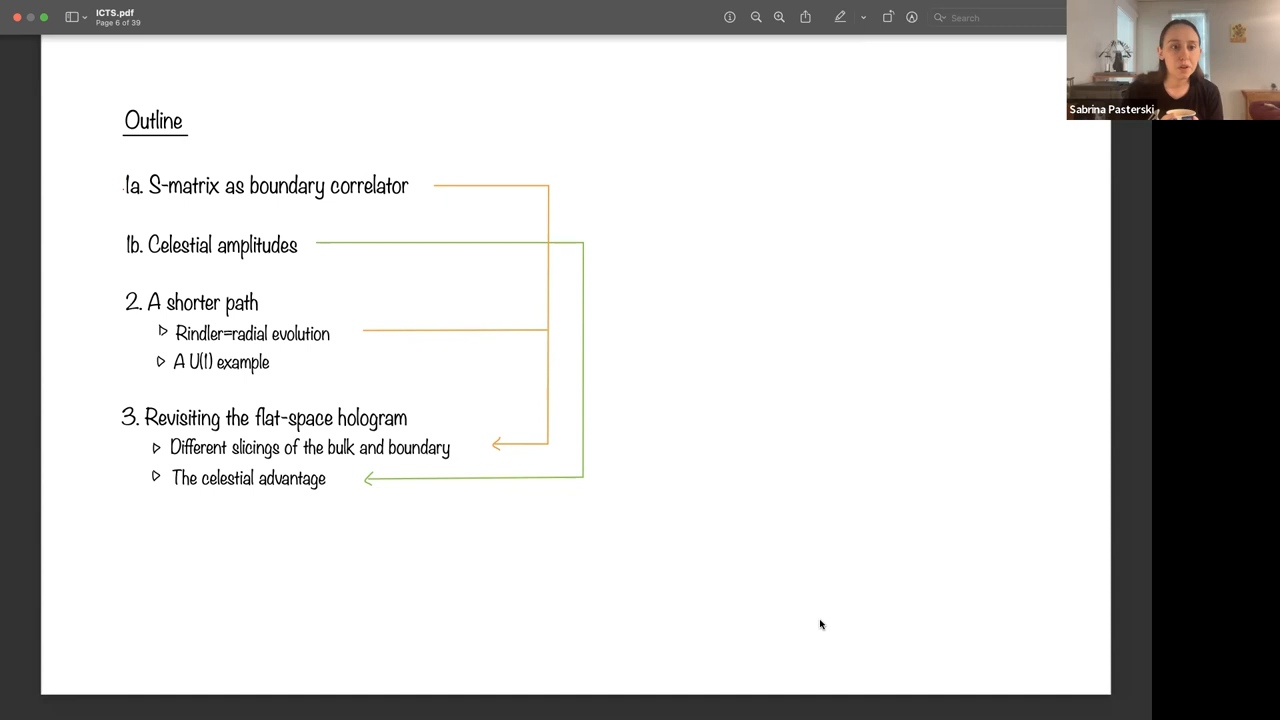 ICTS.pdf
Page 6 of 39
Search
Sabrina Pasterski
Outline
1a. S-matrix as boundary correlator
1b. Celestial amplitudes
2. A shorter path
▷ Rindler=radial evolution
▷ A U(1) example
3. Revisiting the flat-space hologram
▷ Different slicings of the bulk and boundary
▷ The celestial advantage